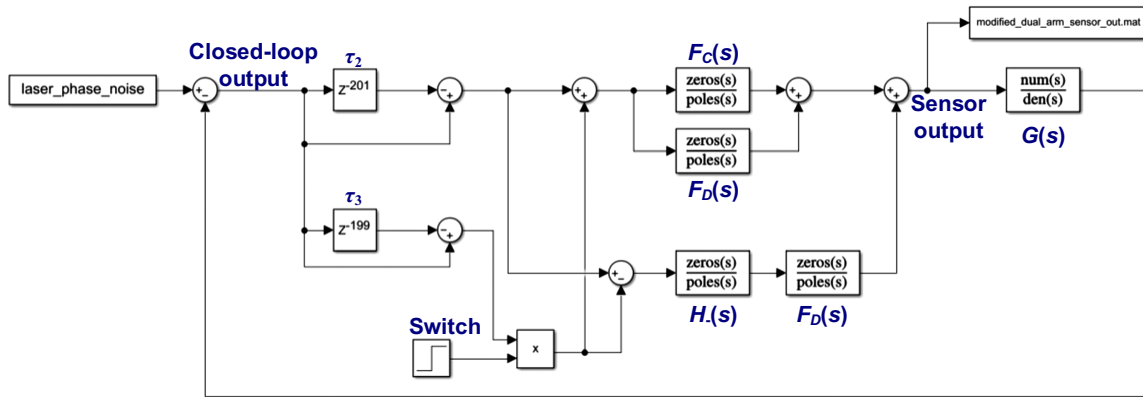 modified_dual_arm_sensor_out.mat
Closed-loop
output
τ2
FC(s)
laser_phase_noise
+-
z-201
-+
++
zeros(s)
poles(s)
++
++
Sensor
output
num(s)
den(s)
G(s)
zeros(s)
poles(s)
FD(s)
τ3
z-199
-+
+-
zeros(s)
poles(s)
zeros(s)
poles(s)
H-(s)
FD(s)
Switch
x